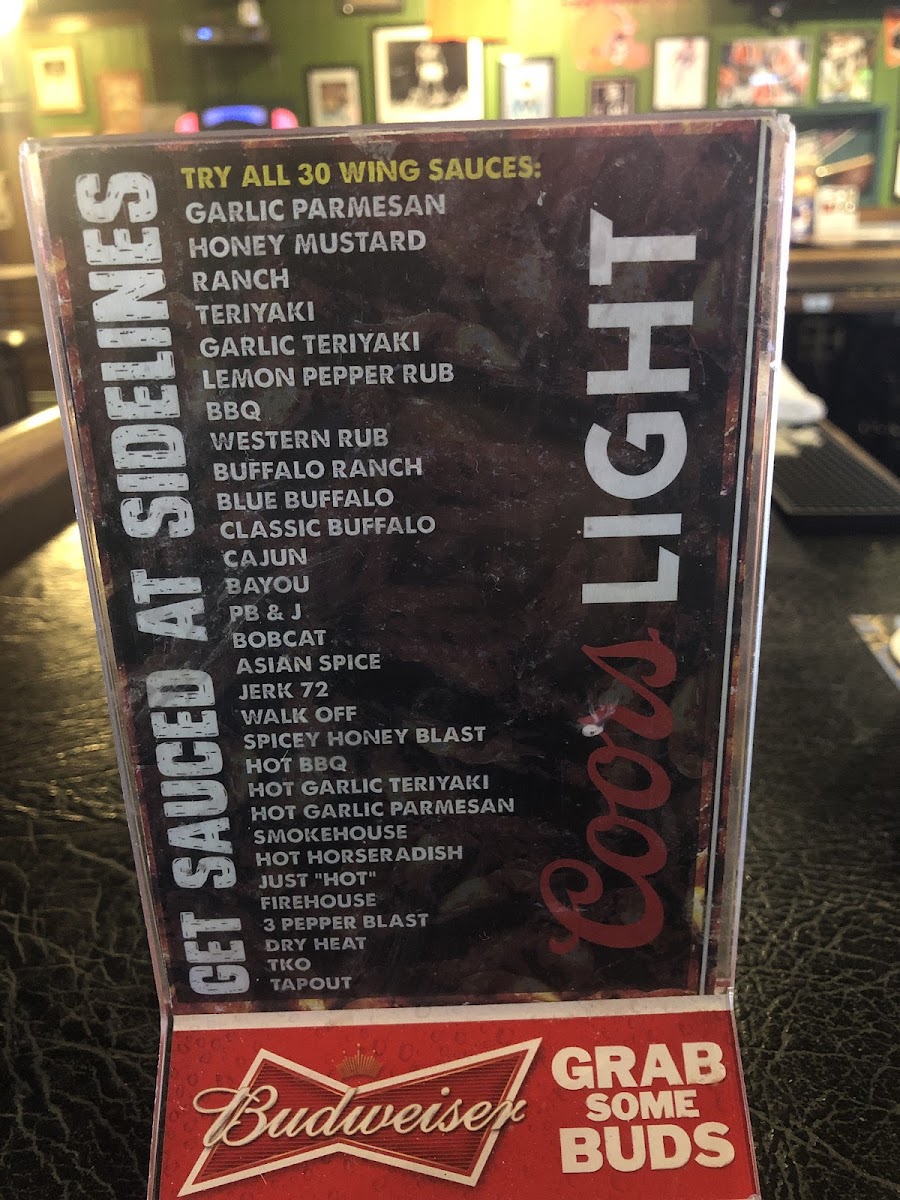 GET SAUCED AT SIDELINES
TRY ALL 30 WING SAUCES:
GARLIC PARMESAN
HONEY MUSTARD
RANCH
TERIYAKI
GARLIC TERIYAKI
LEMON PEPPER RUB
BBQ
WESTERN RUB
BUFFALO RANCH
BLUE BUFFALO
CLASSIC BUFFALO
CAJUN
BAYOU
PB & J
BOBCAT
ASIAN SPICE
JERK 72
WALK OFF
SPICEY HONEY BLAST
HOT BBQ
HOT GARLIC TERIYAKI
HOT GARLIC PARMESAN
SMOKEHOUSE
HOT HORSERADISH
JUST "HOT"
FIREHOUSE
3 PEPPER BLAST
DRY HEAT
TKO
TAPOUT
Coors LIGHT
Budweiser
GRAB
SOME
BUDS